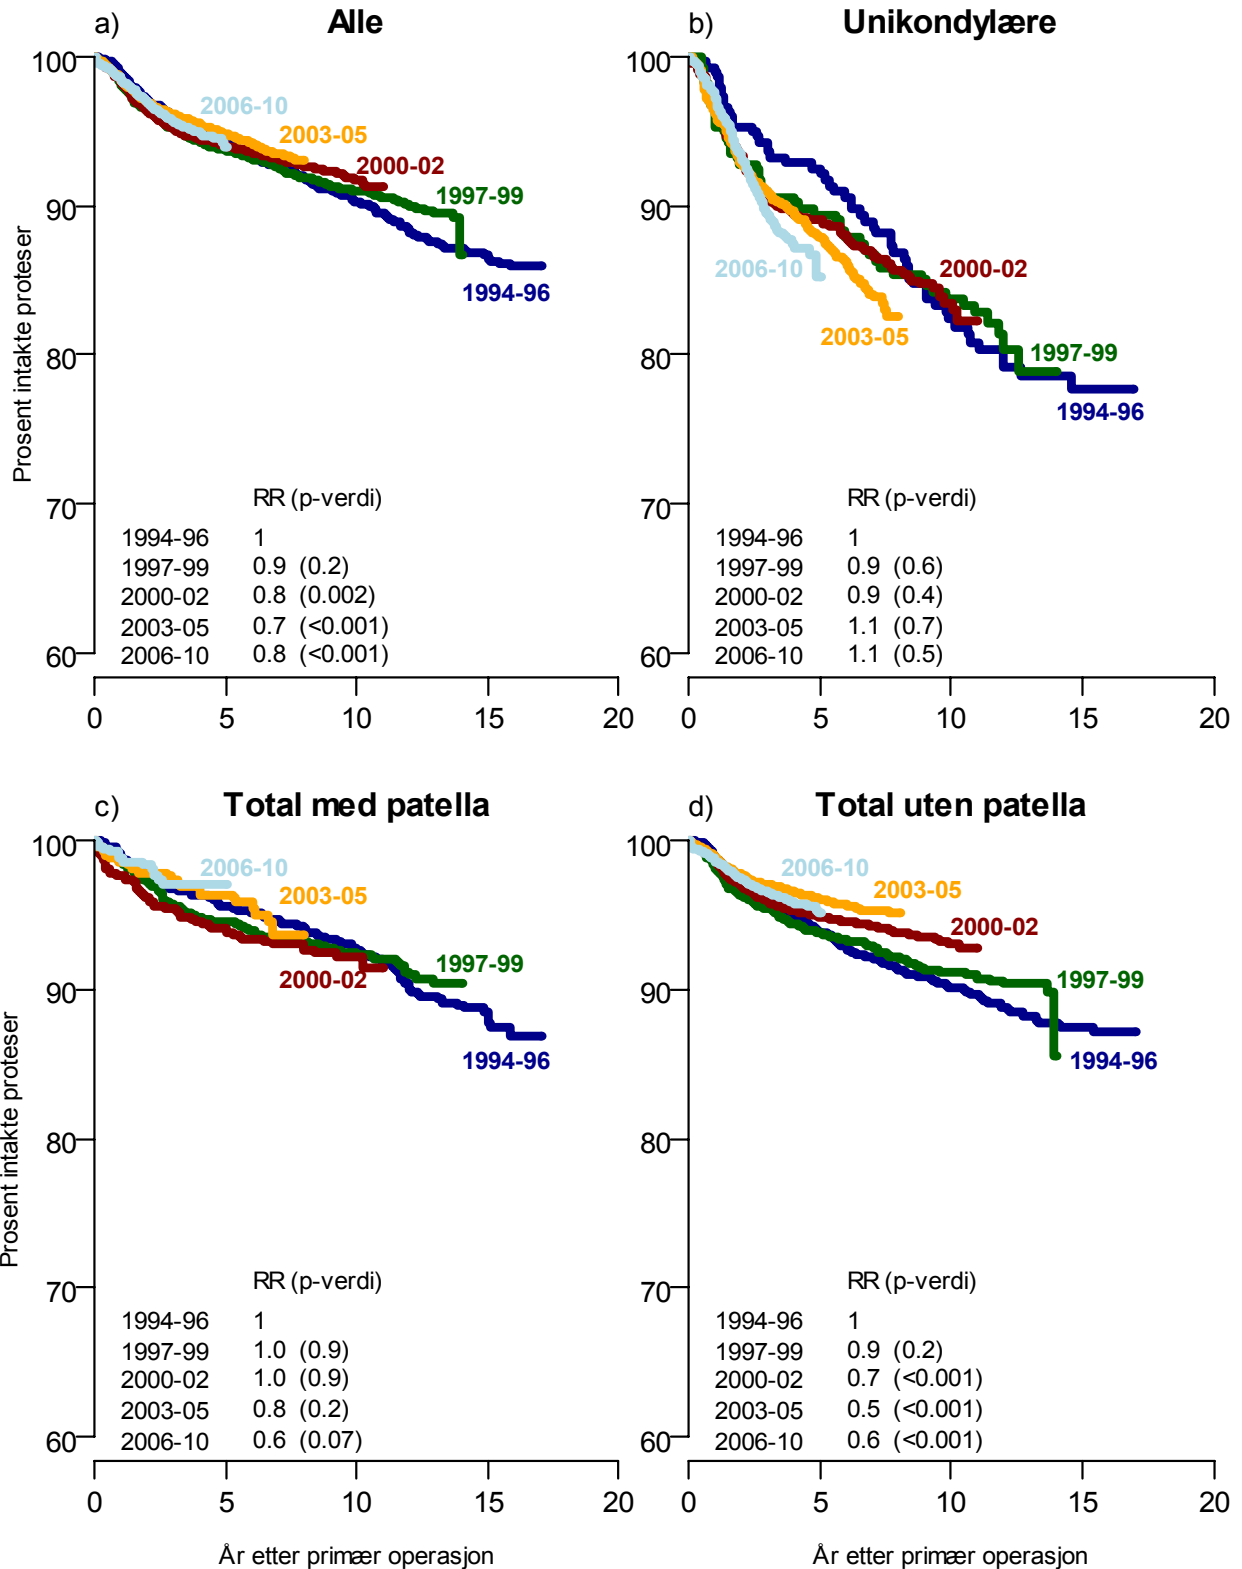 a) Alle
Prosent intakte proteser
100
90
80
70
60
2006-10
2003-05
2000-02
1997-99
1994-96
RR (p-verdi)
1994-96 1
1997-99 0.9 (0.2)
2000-02 0.8 (0.002)
2003-05 0.7 (<0.001)
2006-10 0.8 (<0.001)
0 5 10 15 20
b) Unikondylære
100
90
80
70
60
2006-10
2003-05
2000-02
1997-99
1994-96
RR (p-verdi)
1994-96 1
1997-99 0.9 (0.6)
2000-02 0.9 (0.4)
2003-05 1.1 (0.7)
2006-10 1.1 (0.5)
0 5 10 15 20
c) Total med patella
Prosent intakte proteser
100
90
80
70
60
2006-10
2003-05
2000-02
1997-99
1994-96
RR (p-verdi)
1994-96 1
1997-99 1.0 (0.9)
2000-02 1.0 (0.9)
2003-05 0.8 (0.2)
2006-10 0.6 (0.07)
0 5 10 15 20
År etter primær operasjon
d) Total uten patella
100
90
80
70
60
2006-10
2003-05
2000-02
1997-99
1994-96
RR (p-verdi)
1994-96 1
1997-99 0.9 (0.2)
2000-02 0.7 (<0.001)
2003-05 0.5 (<0.001)
2006-10 0.6 (<0.001)
0 5 10 15 20
År etter primær operasjon